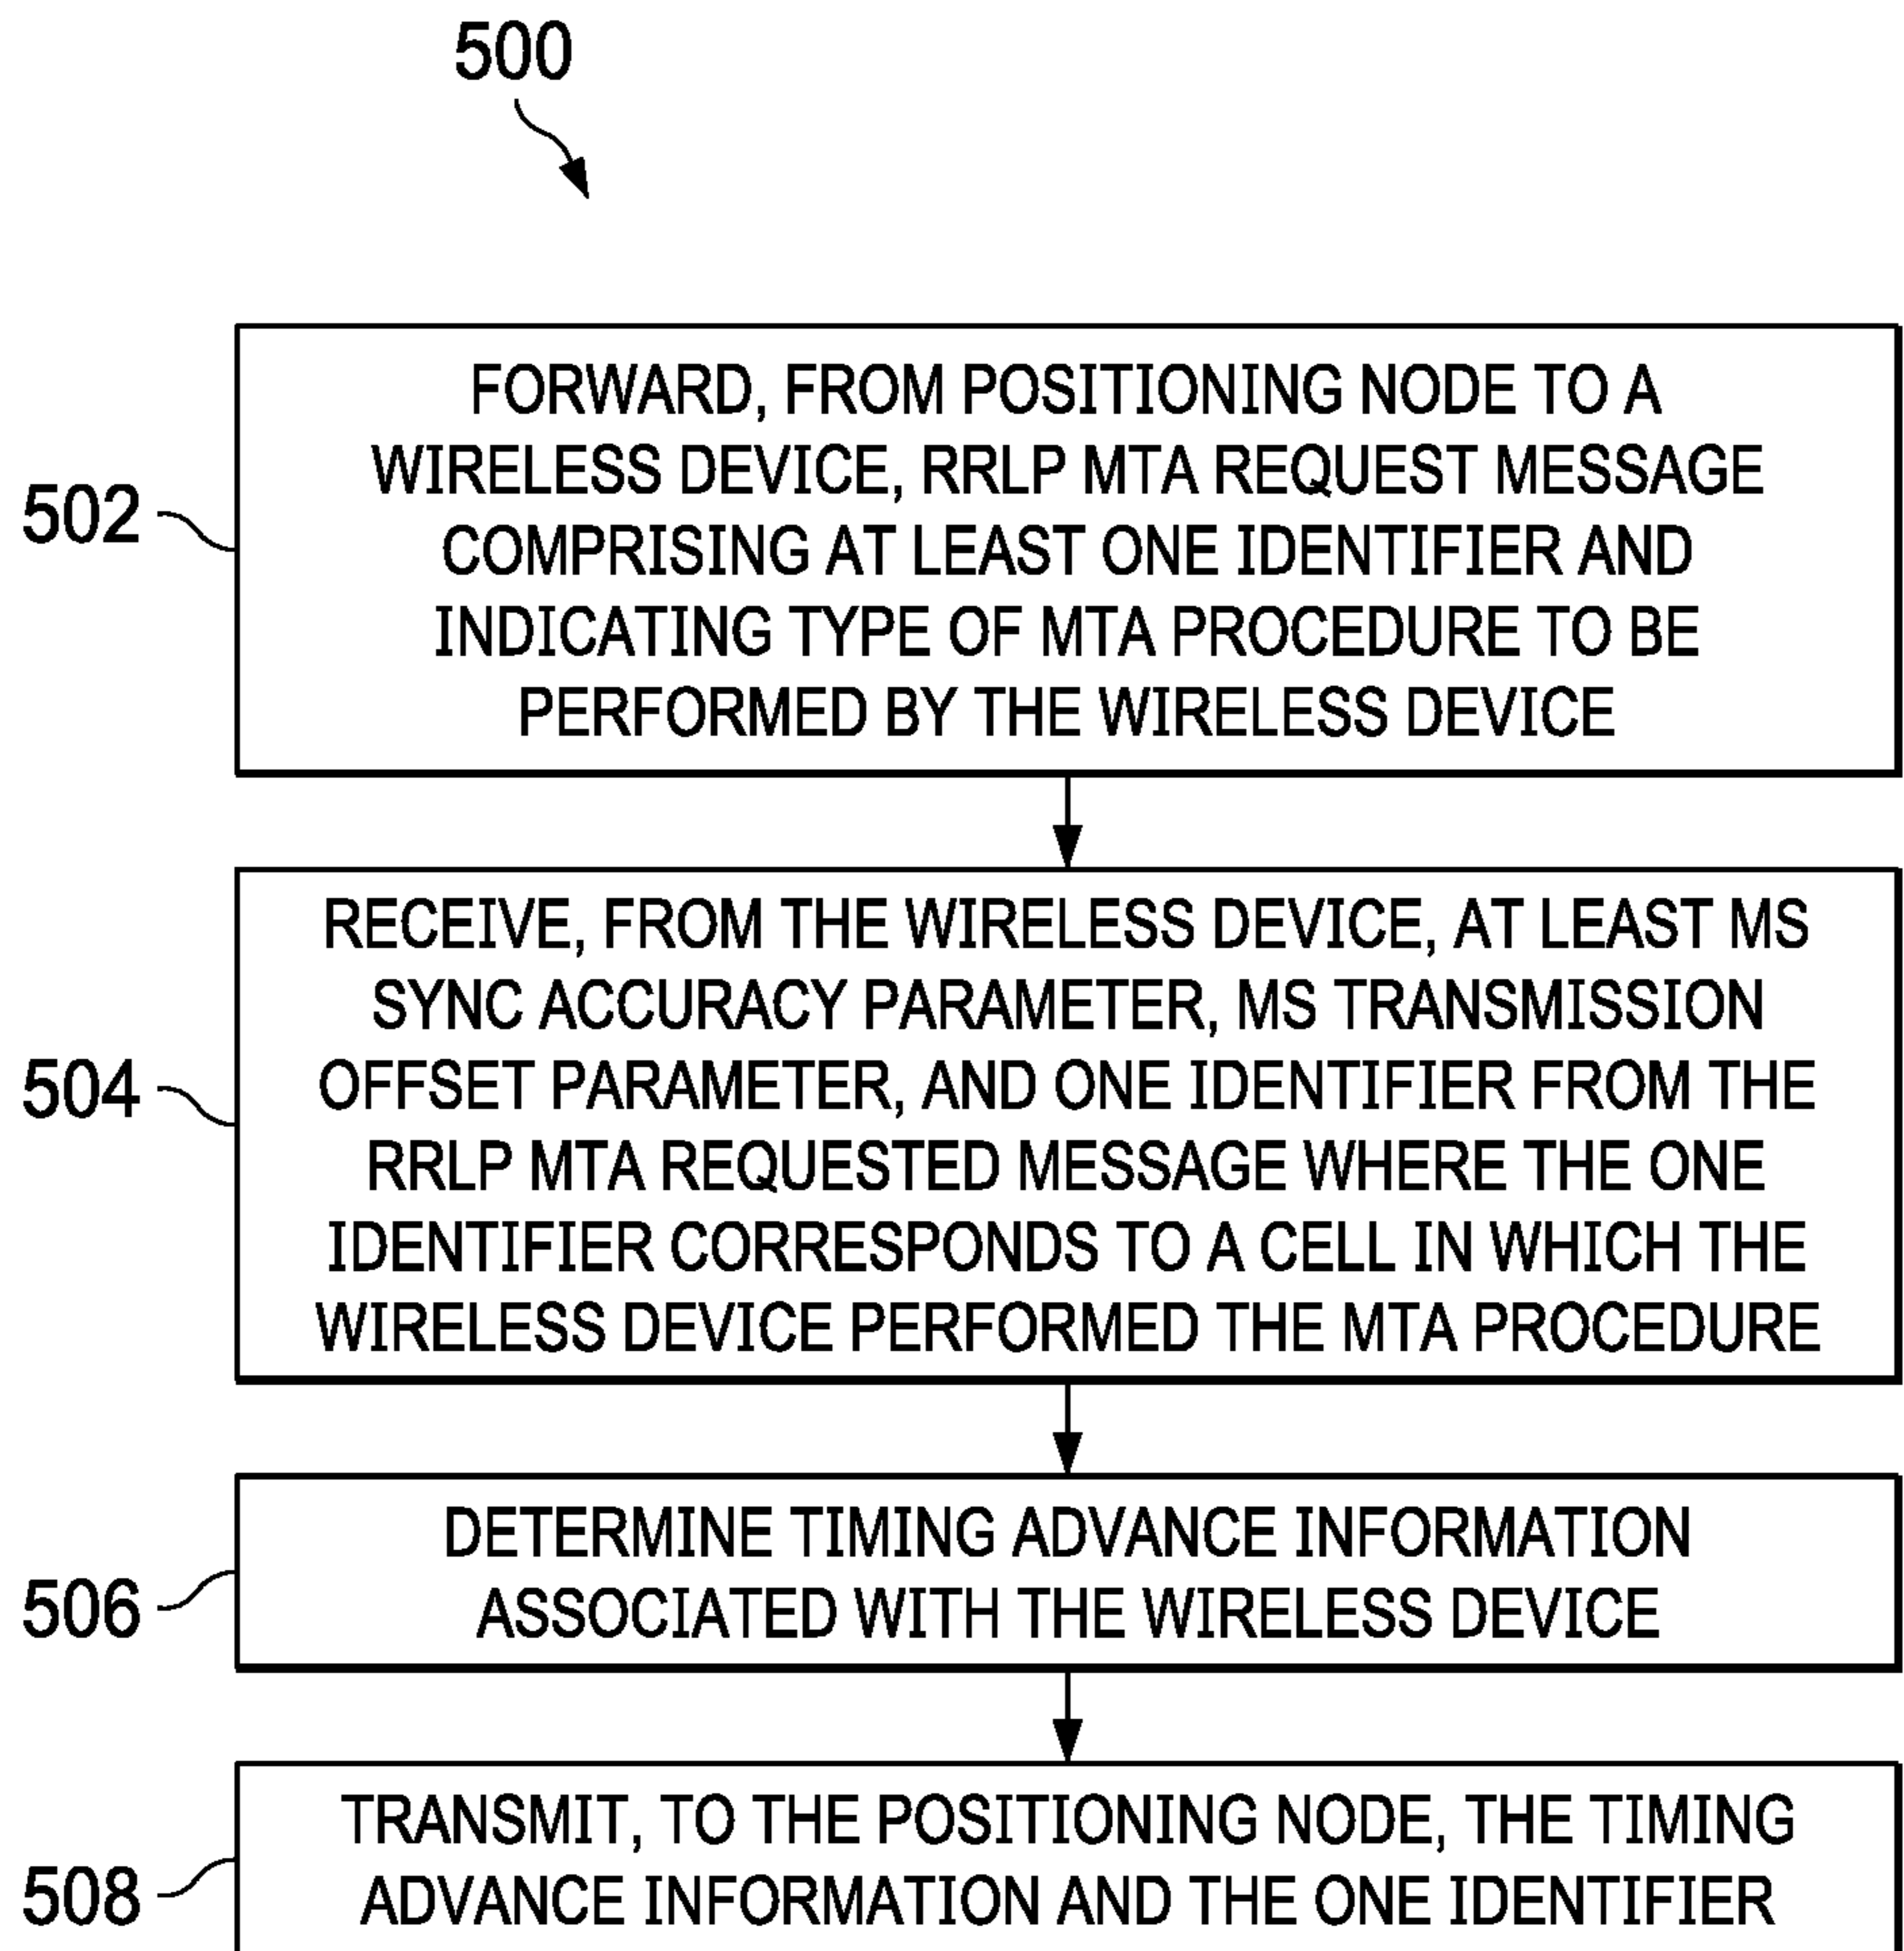 500
502
FORWARD, FROM POSITIONING NODE TO A
WIRELESS DEVICE, RRLP MTA REQUEST MESSAGE
COMPRISING AT LEAST ONE IDENTIFIER AND
INDICATING TYPE OF MTA PROCEDURE TO BE
PERFORMED BY THE WIRELESS DEVICE
504
RECEIVE, FROM THE WIRELESS DEVICE, AT LEAST MS
SYNC ACCURACY PARAMETER, MS TRANSMISSION
OFFSET PARAMETER, AND ONE IDENTIFIER FROM THE
RRLP MTA REQUESTED MESSAGE WHERE THE ONE
IDENTIFIER CORRESPONDS TO A CELL IN WHICH THE
WIRELESS DEVICE PERFORMED THE MTA PROCEDURE
506
DETERMINE TIMING ADVANCE INFORMATION
ASSOCIATED WITH THE WIRELESS DEVICE
508
TRANSMIT, TO THE POSITIONING NODE, THE TIMING
ADVANCE INFORMATION AND THE ONE IDENTIFIER